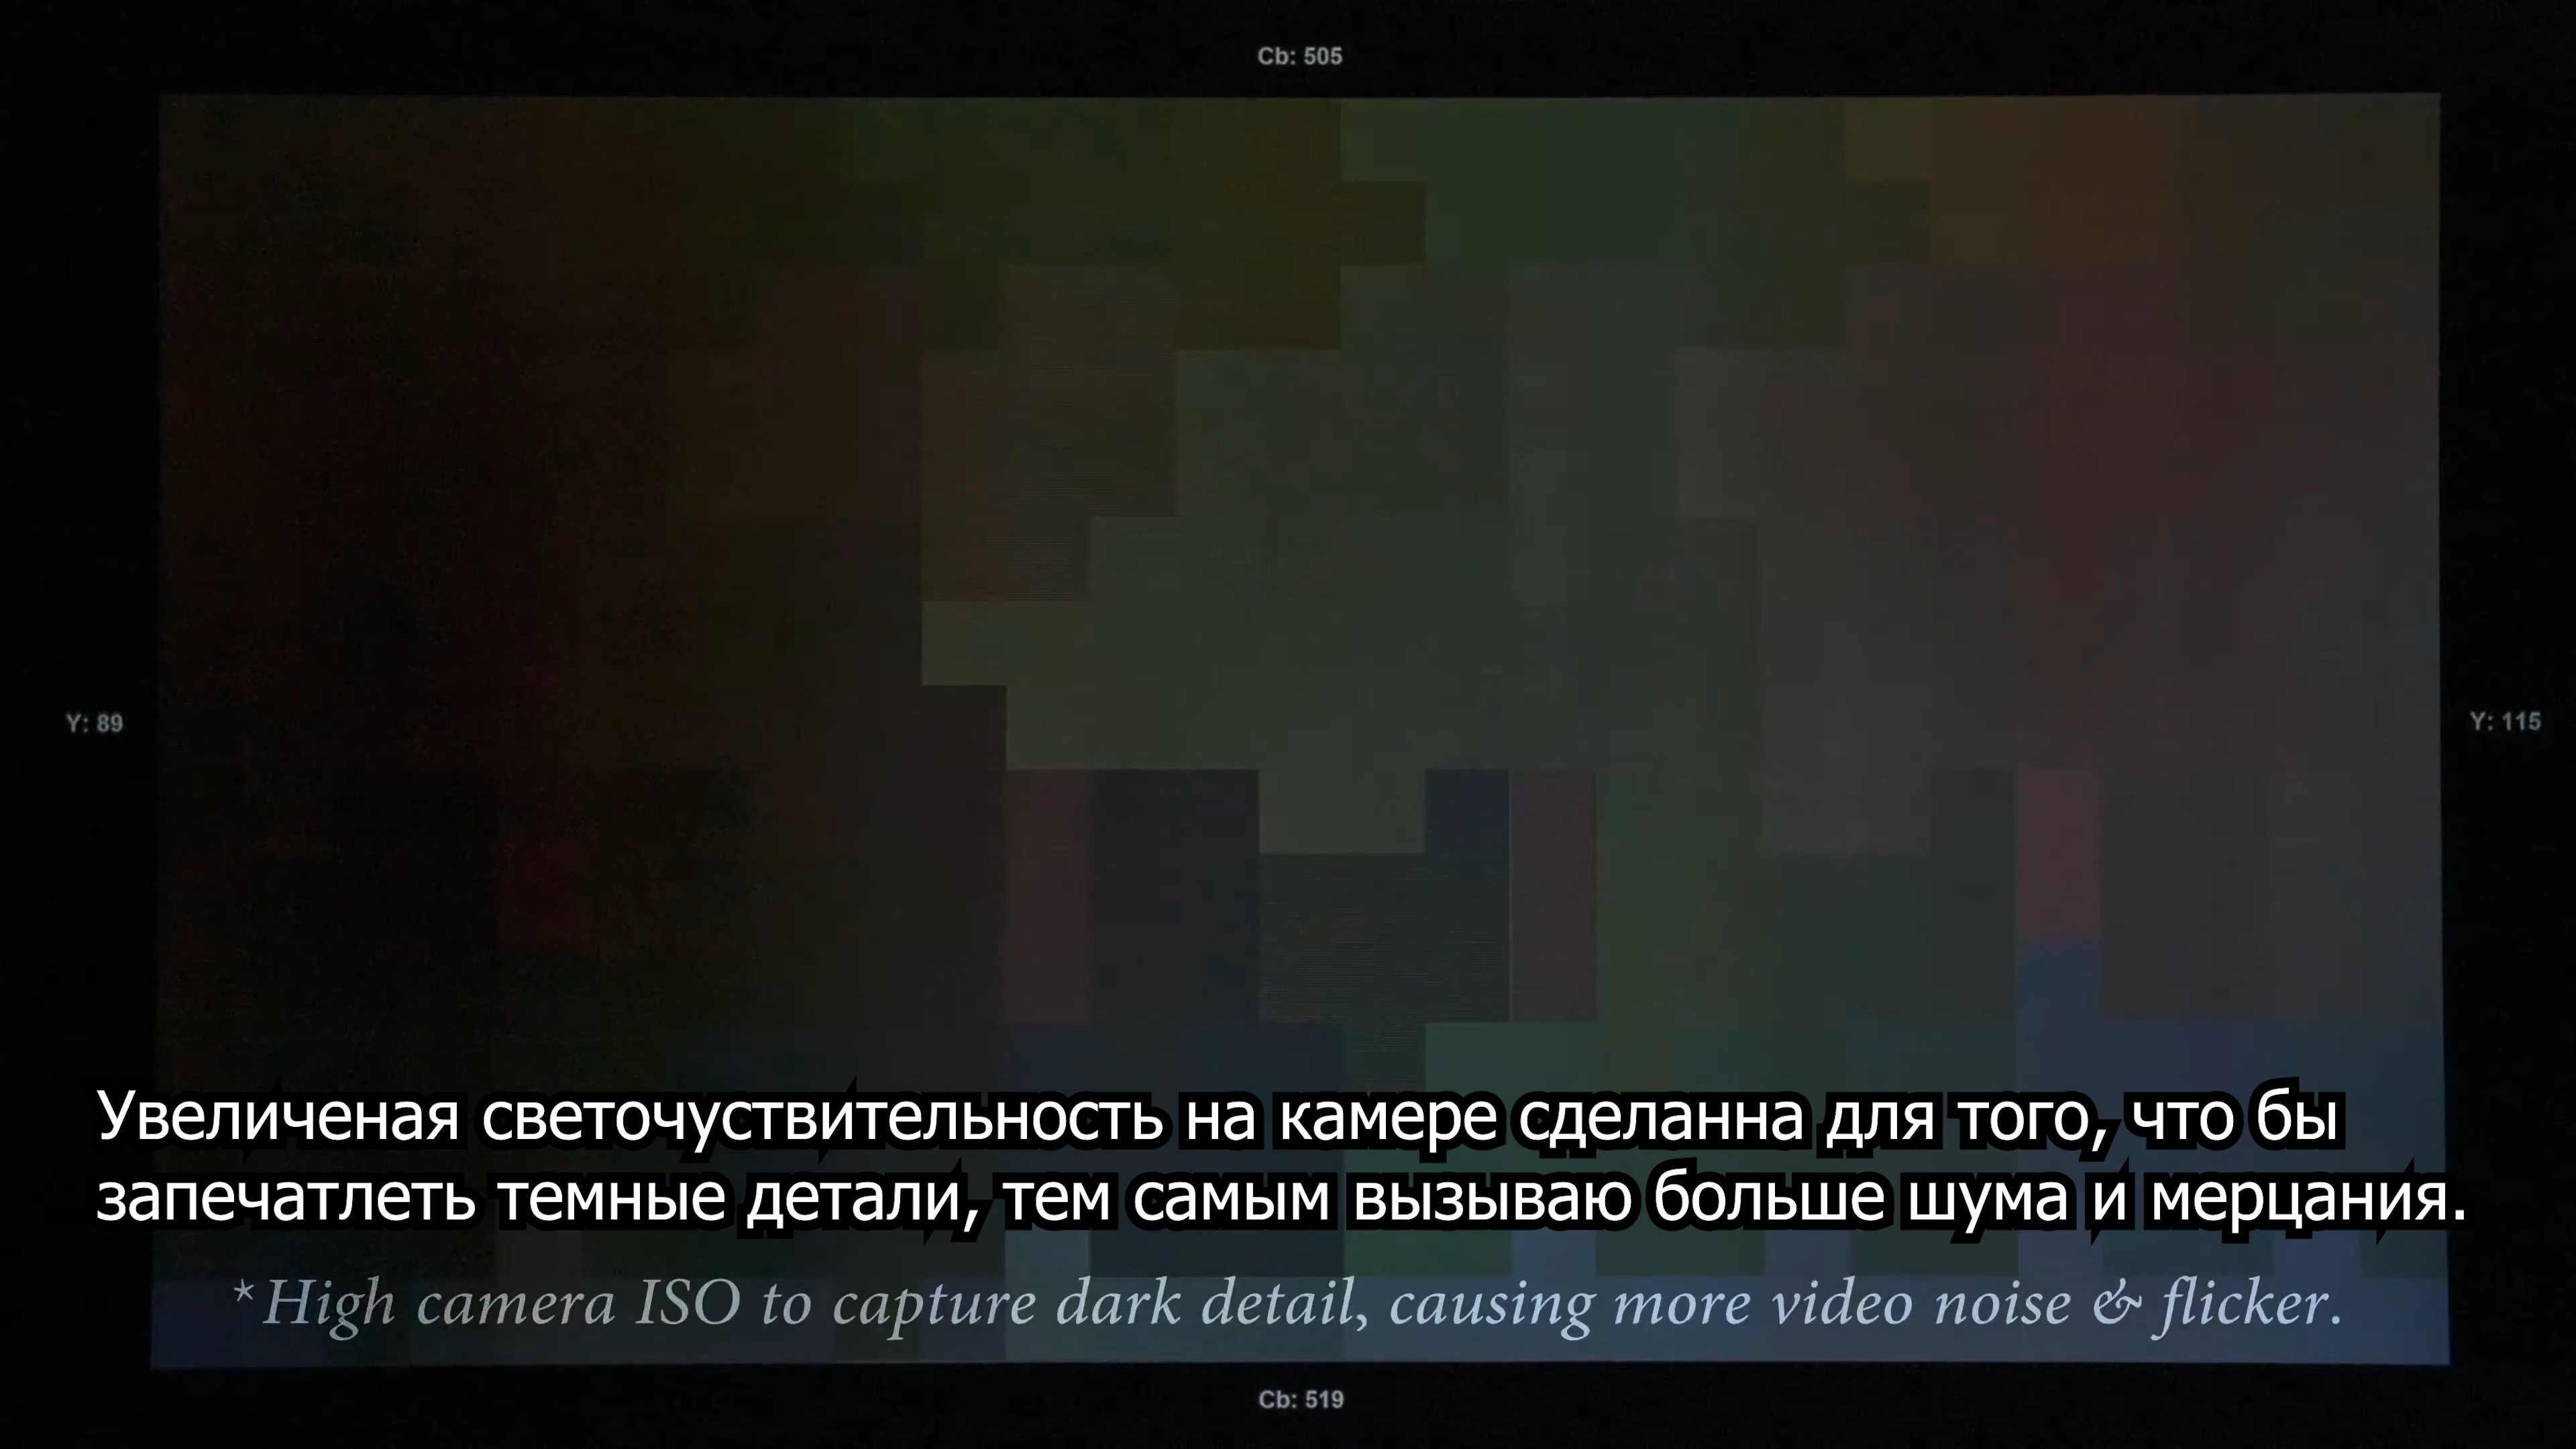 Cb: 505
Y: 89
Y: 115
Увеличеная светочуствительность на камере сделанна для того, что бы
запечатлеть темные детали, тем самым вызываю больше шума и мерцания.
*High camera ISO to capture dark detail, causing more video noise & flicker.
Cb: 519